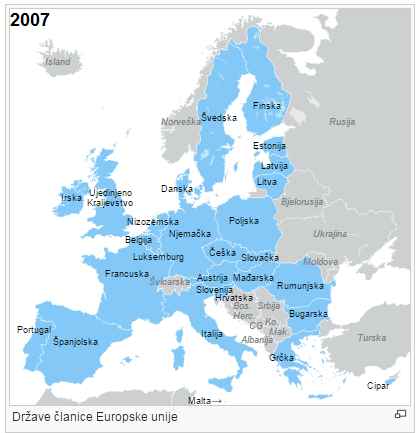 2007
Island
Finska
Švedska
Norveška
Rusija
Estonija
Latvija
Danska
Litva
Irska
Ujedinjeno
Kraljevstvo
Bjelorusija
Nizozemska
Poljska
Njemačka
Belgija
Ukrajina
Luksemburg
Češka
Slovačka
Moldova
Francuska
Austrija
Mađarska
Švicarska
Slovenija
Rumunjska
Hrvatska
Bos.
Herc.
Srbija
Bugarska
CG
Ko.
Portugal
Španjolska
Italija
Mak.
Albanija
Turska
Grčka
Cipar
Malta→
Države članice Europske unije